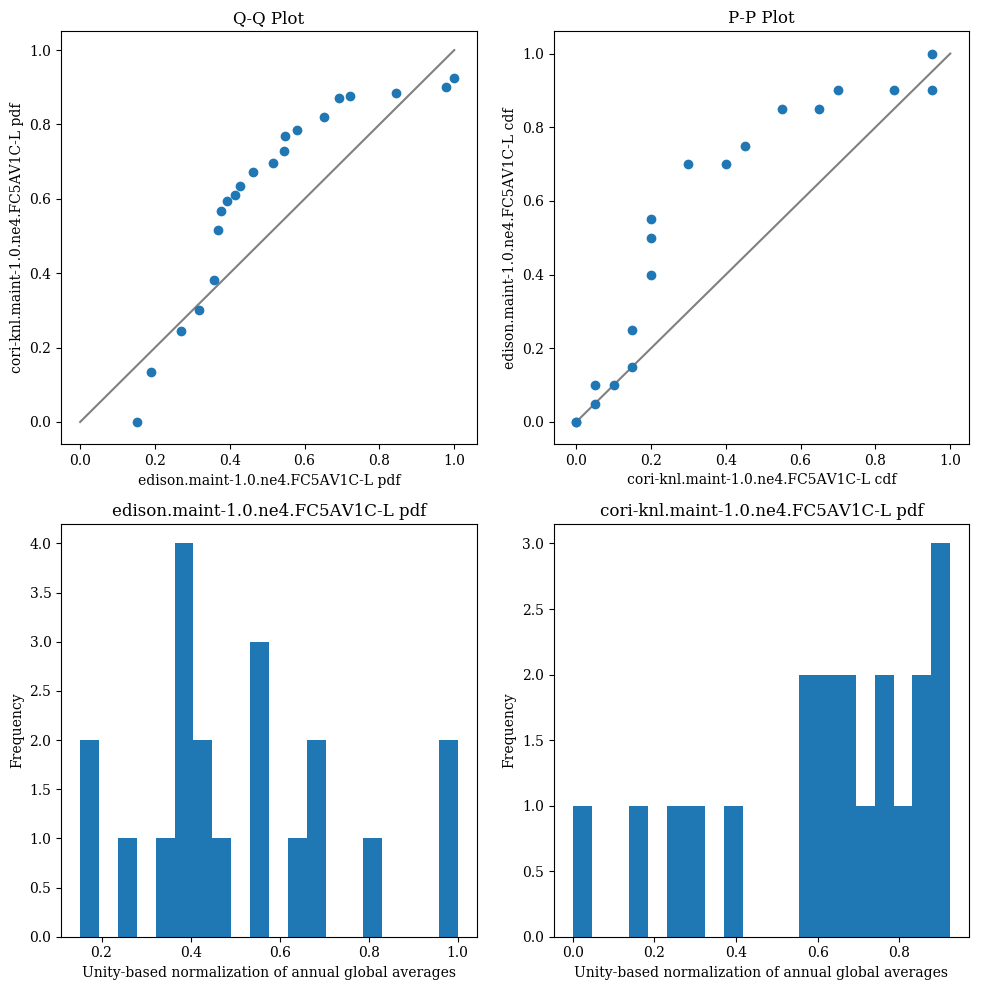 Q-Q Plot
cori-knl.maint-1.0.ne4.FC5AV1C-L pdf
1.0
0.8
0.6
0.4
0.2
0.0
0.0 0.2 0.4 0.6 0.8 1.0
edison.maint-1.0.ne4.FC5AV1C-L pdf
P-P Plot
edison.maint-1.0.ne4.FC5AV1C-L cdf
1.0
0.8
0.6
0.4
0.2
0.0
0.0 0.2 0.4 0.6 0.8 1.0
cori-knl.maint-1.0.ne4.FC5AV1C-L cdf
edison.maint-1.0.ne4.FC5AV1C-L pdf
Frequency
4.0
3.5
3.0
2.5
2.0
1.5
1.0
0.5
0.0
0.2 0.4 0.6 0.8 1.0
Unity-based normalization of annual global averages
cori-knl.maint-1.0.ne4.FC5AV1C-L pdf
Frequency
3.0
2.5
2.0
1.5
1.0
0.5
0.0
0.0 0.2 0.4 0.6 0.8
Unity-based normalization of annual global averages